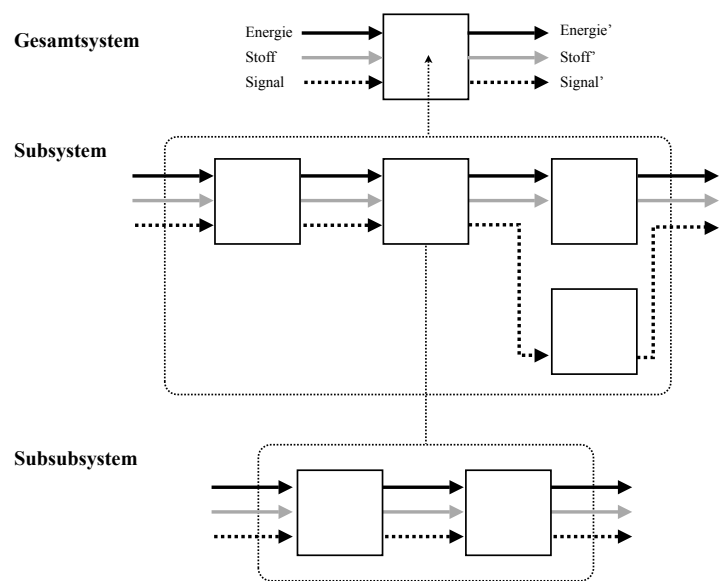 Gesamtsystem
Energie
Energie’
Stoff
Stoff’
Signal
Signal’
Subsystem
Subsubsystem